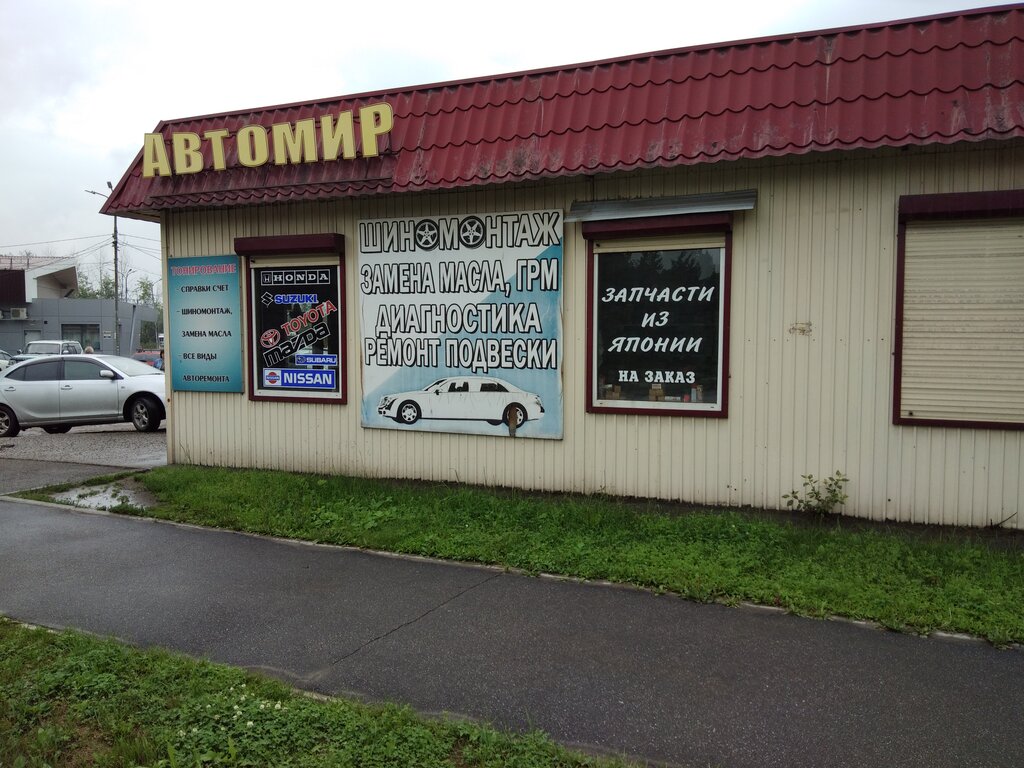 АВТОМИР
ТОНИРОВАНИЕ
- СПРАВКИ СЧЕТ
- ШИНОМОНТАЖ,
ЗАМЕНА МАСЛА
- ВСЕ ВИДЫ
АВТОРЕМОНТА
HONDA
SUZUKI
TOYOTA
mazda
SUBARU
NISSAN
ШИНОМОНТАЖ
ЗАМЕНА МАСЛА, ГРМ
ДИАГНОСТИКА
РЕМОНТ ПОДВЕСКИ
ЗАПЧАСТИ
ИЗ
ЯПОНИИ
НА ЗАКАЗ